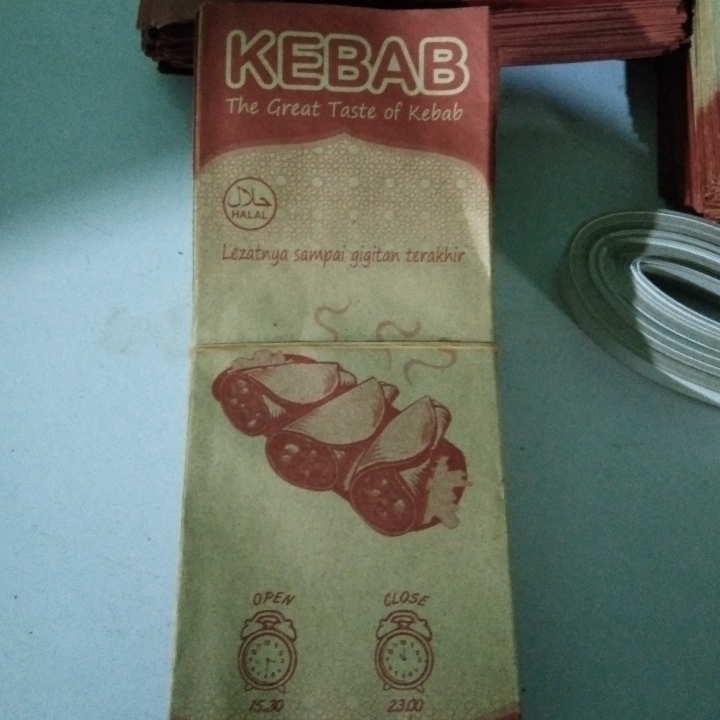 KEBAB
The Great Taste of Kebab
حلال
HALAL
Lezatnya sampai gigitan terakhir
OPEN
CLOSE
15.30
23.00